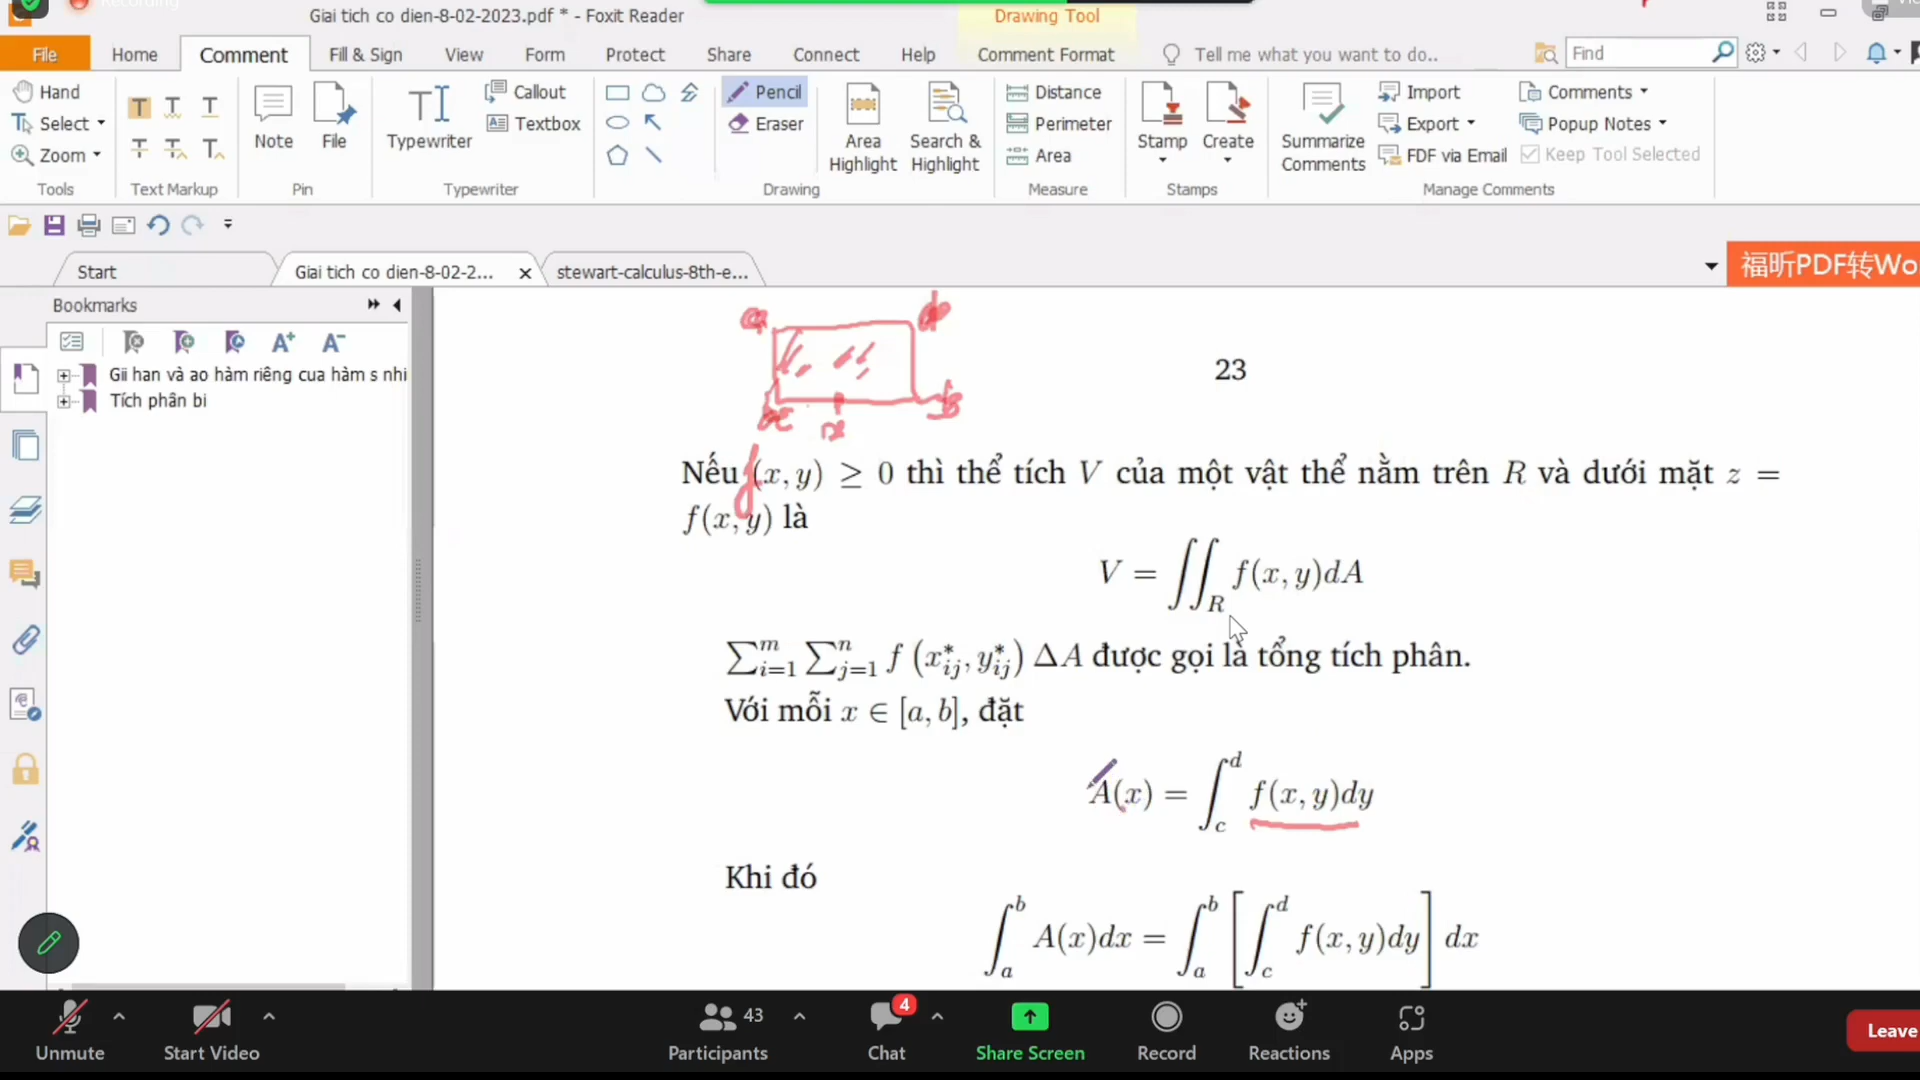 Recording
Giai tich co dien-8-02-2023.pdf * - Foxit Reader
Drawing Tool
File
Home
Comment
Fill & Sign
View
Form
Protect
Share
Connect
Help
Comment Format
Tell me what you want to do..
Find
Hand
Select
Zoom
Tools
Text Markup
Note
File
Pin
Typewriter
Callout
Textbox
Typewriter
Pencil
Eraser
Area Highlight
Search & Highlight
Drawing
Distance
Perimeter
Area
Measure
Stamp
Create
Stamps
Summarize Comments
Import
Export
FDF via Email
Comments
Popup Notes
Keep Tool Selected
Manage Comments
Start
Giai tich co dien-8-02-2...
stewart-calculus-8th-e...
福昕PDF转Wo
Bookmarks
Gii han và ao hàm riêng cua hàm s nhi
Tích phân bi
23
a
d
c
x
b
Nếu f(x, y) ≥ 0 thì thể tích V của một vật thể nằm trên R và dưới mặt z =
f(x, y) là
V = ∬_R f(x, y)dA
∑_{i=1}^{m} ∑_{j=1}^{n} f (x*_{ij}, y*_{ij}) ΔA được gọi là tổng tích phân.
Với mỗi x ∈ [a, b], đặt
A(x) = ∫_c^d f(x, y)dy
Khi đó
∫_a^b A(x)dx = ∫_a^b [∫_c^d f(x, y)dy] dx
Unmute
Start Video
43
Participants
4
Chat
Share Screen
Record
Reactions
Apps
Leave